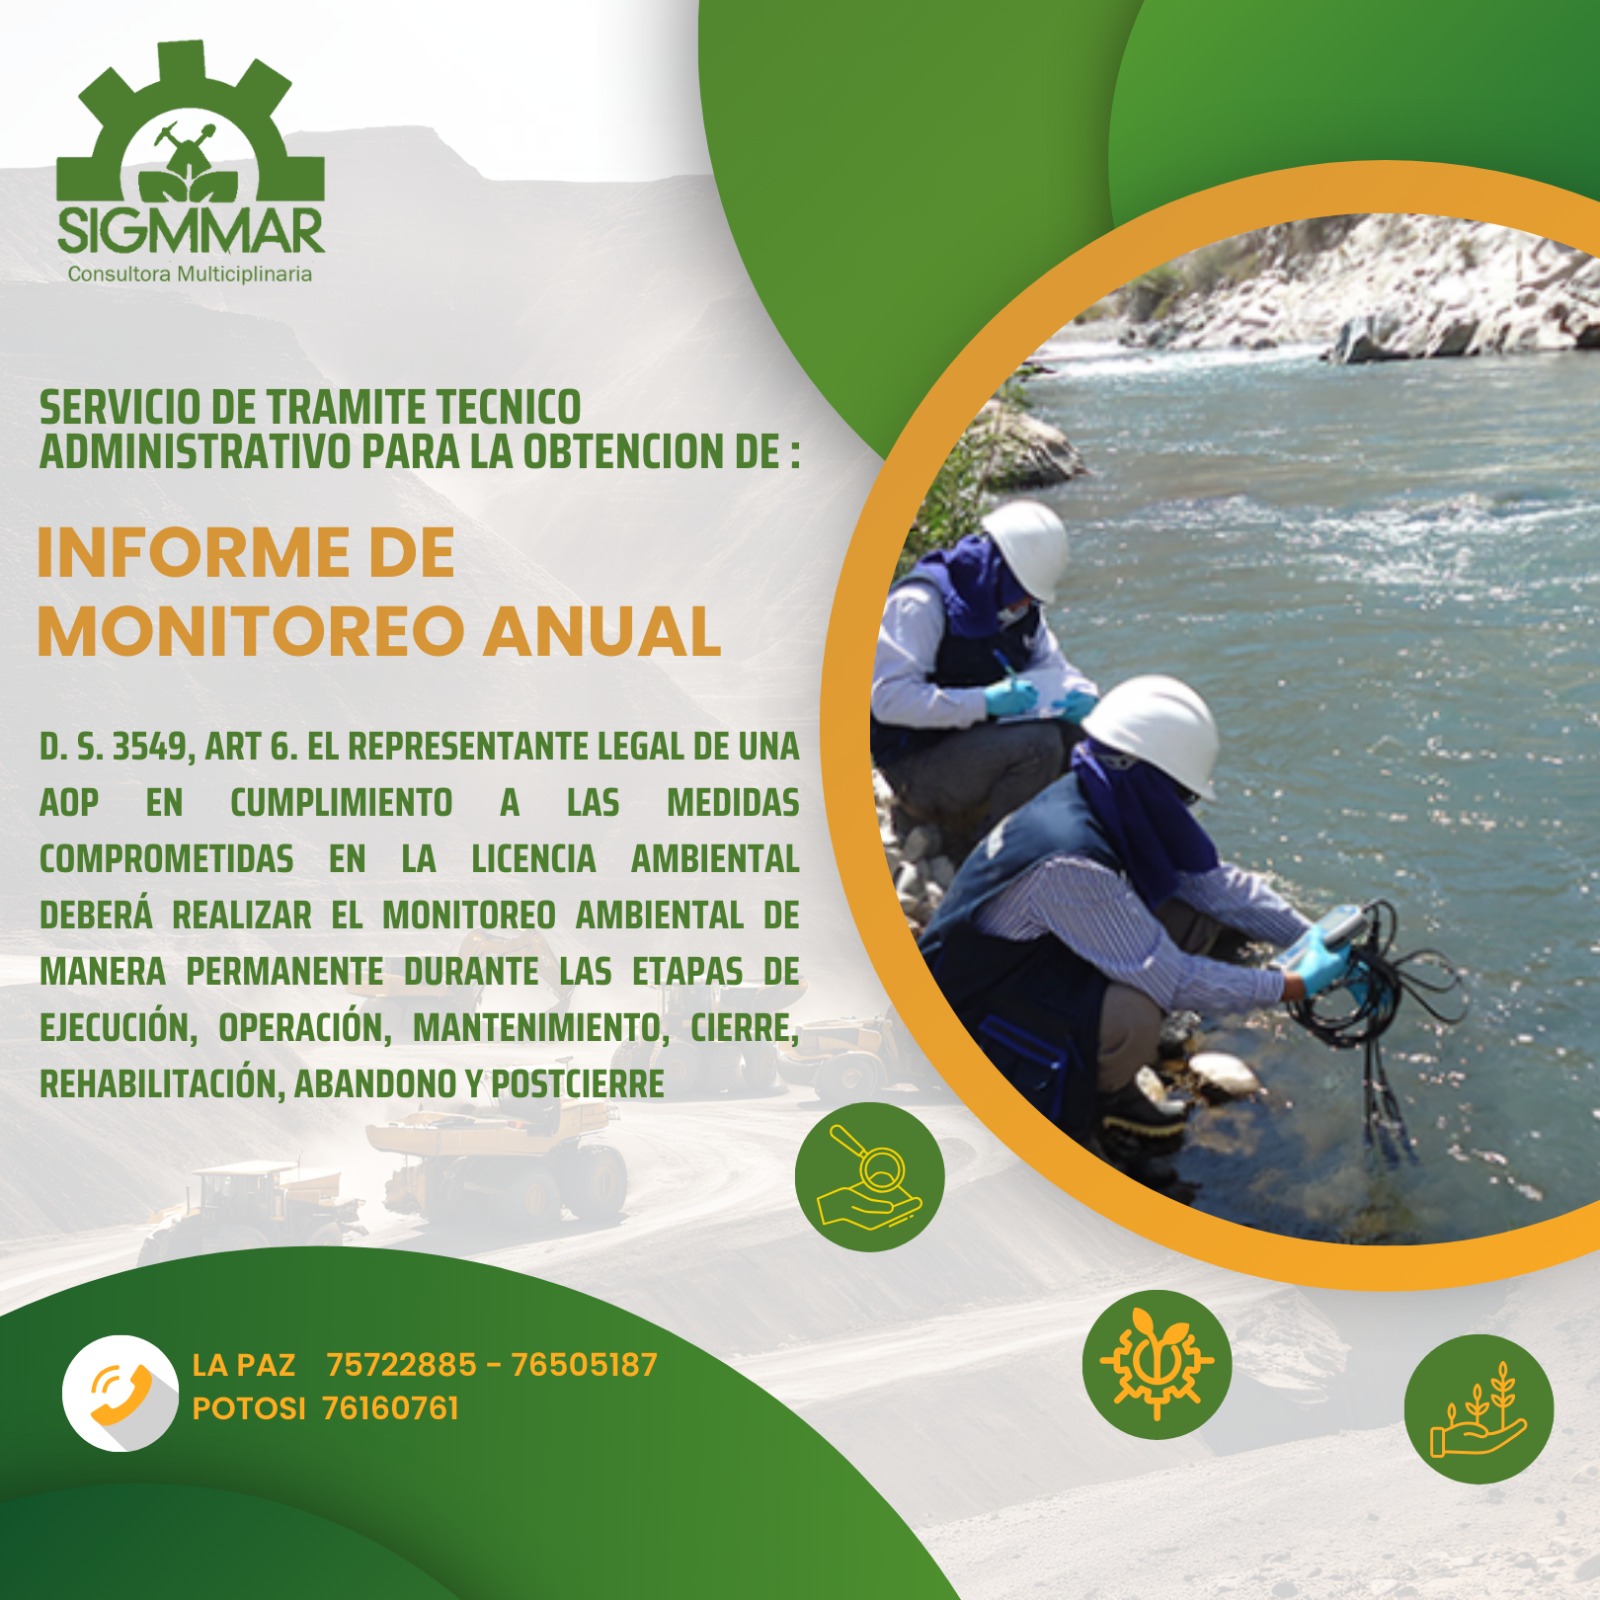 SIGMMAR
Consultora Multiciplinaria
SERVICIO DE TRAMITE TECNICO
ADMINISTRATIVO PARA LA OBTENCION DE :
INFORME DE
MONITOREO ANUAL
D. S. 3549, ART 6. EL REPRESENTANTE LEGAL DE UNA
AOP EN CUMPLIMIENTO A LAS MEDIDAS
COMPROMETIDAS EN LA LICENCIA AMBIENTAL
DEBERÁ REALIZAR EL MONITOREO AMBIENTAL DE
MANERA PERMANENTE DURANTE LAS ETAPAS DE
EJECUCIÓN, OPERACIÓN, MANTENIMIENTO, CIERRE,
REHABILITACIÓN, ABANDONO Y POSTCIERRE
LA PAZ 75722885 - 76505187
POTOSI 76160761